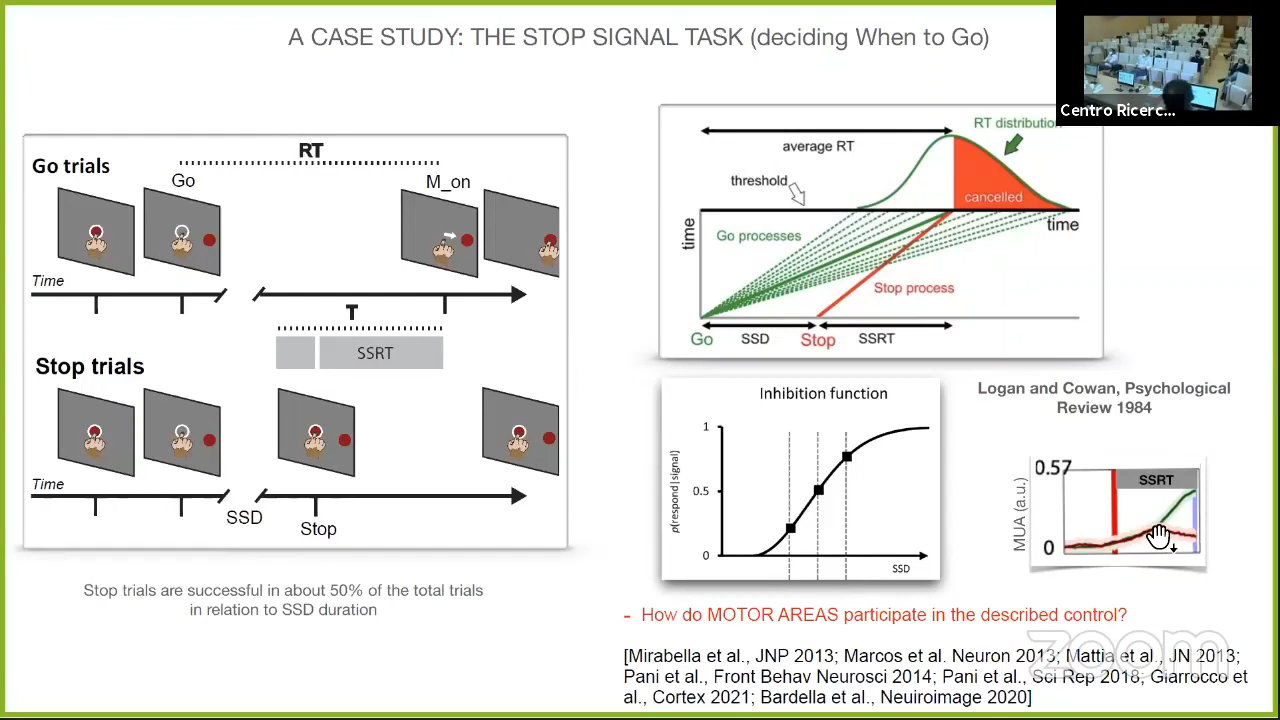 A CASE STUDY: THE STOP SIGNAL TASK (deciding When to Go)
Centro Ricerc...
Go trials
RT
Go
M_on
Time
T
SSRT
Stop trials
Time
SSD
Stop
Stop trials are successful in about 50% of the total trials
in relation to SSD duration
RT distribution
average RT
threshold
cancelled
time
time
Go processes
Stop process
Go
SSD
Stop
SSRT
Inhibition function
1
0.5
0
p(respond|signal)
SSD
Logan and Cowan, Psychological
Review 1984
0.57
SSRT
MUA (a.u.)
0
- How do MOTOR AREAS participate in the described control?
[Mirabella et al., JNP 2013; Marcos et al. Neuron 2013; Mattia et al., JN 2013;
Pani et al., Front Behav Neurosci 2014; Pani et al., Sci Rep 2018; Giarrocco et
al., Cortex 2021; Bardella et al., Neuiroimage 2020]
zoom